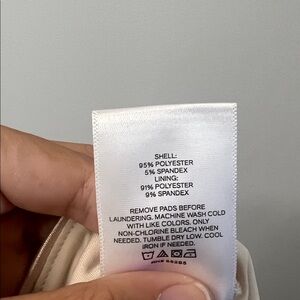 SHELL:
95% POLYESTER
5% SPANDEX
LINING:
91% POLYESTER
9% SPANDEX
REMOVE PADS BEFORE
LAUNDERING. MACHINE WASH COLD
WITH LIKE COLORS. ONLY
NON-CHLORINE BLEACH WHEN
NEEDED. TUMBLE DRY LOW. COOL
IRON IF NEEDED.